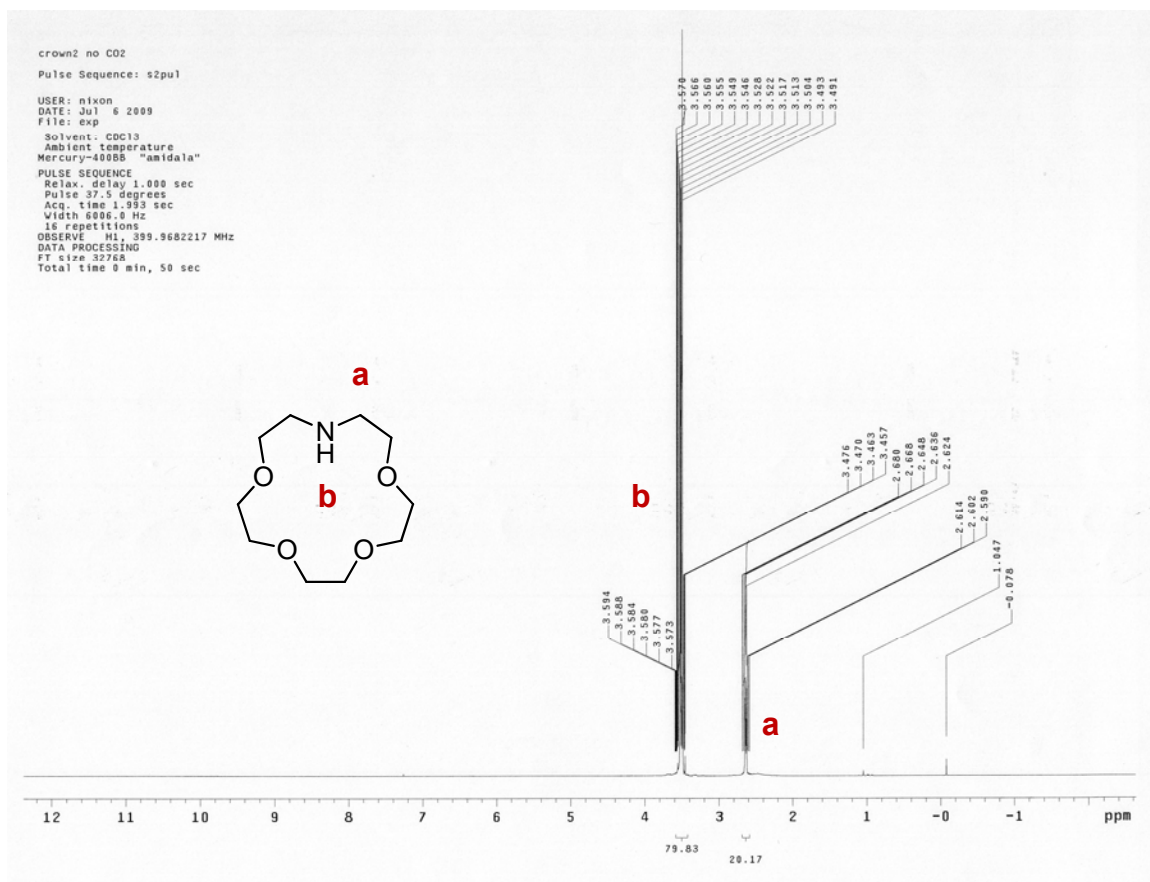 crown2 no CO2
Pulse Sequence: s2pul
USER: nixon
DATE: Jul 6 2009
File: exp
Solvent: CDCl3
Ambient temperature
Mercury-400BB "amidala"
PULSE SEQUENCE
Relax. delay 1.000 sec
Pulse 37.5 degrees
Acq. time 1.993 sec
Width 6006.0 Hz
16 repetitions
OBSERVE H1, 399.9682217 MHz
DATA PROCESSING
FT size 32768
Total time 0 min, 50 sec
3.570
3.566
3.560
3.555
3.549
3.546
3.528
3.522
3.517
3.513
3.504
3.493
3.491
a
N
H
O
O
b
O
O
b
3.476
3.470
3.463
3.457
2.680
2.668
2.648
2.636
2.624
2.614
2.602
2.590
1.047
-0.078
3.594
3.588
3.584
3.580
3.577
3.573
a
12 11 10 9 8 7 6 5 4 3 2 1 -0 -1 ppm
79.83
20.17